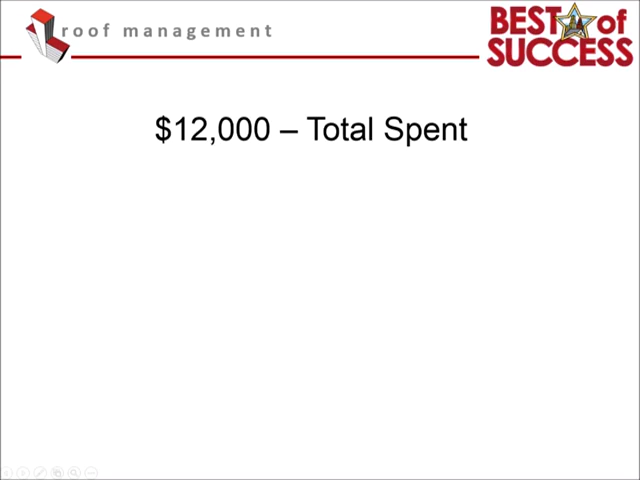 roof management
BEST of
SUCCESS
$12,000 – Total Spent